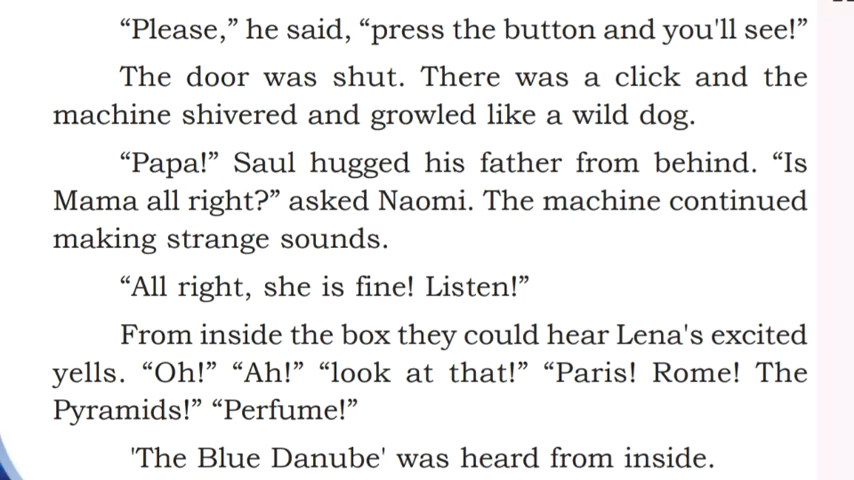 “Please,” he said, “press the button and you'll see!”
The door was shut. There was a click and the
machine shivered and growled like a wild dog.
“Papa!” Saul hugged his father from behind. “Is
Mama all right?” asked Naomi. The machine continued
making strange sounds.
“All right, she is fine! Listen!”
From inside the box they could hear Lena's excited
yells. “Oh!” “Ah!” “look at that!” “Paris! Rome! The
Pyramids!” “Perfume!”
'The Blue Danube' was heard from inside.